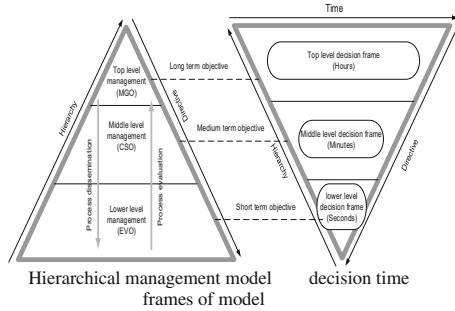 Time
Top level
management
(MGO)
Long term objective
Top level decision frame
(Hours)
Hierarchy
Directive
Middle level
management
(CSO)
Medium term objective
Middle level decision frame
(Minutes)
Process dissemination
Process evaluation
Hierarchy
Directive
Lower level
management
(EVO)
Short term objective
lower level
decision frame
(Seconds)
Hierarchical management model
frames of model
decision time